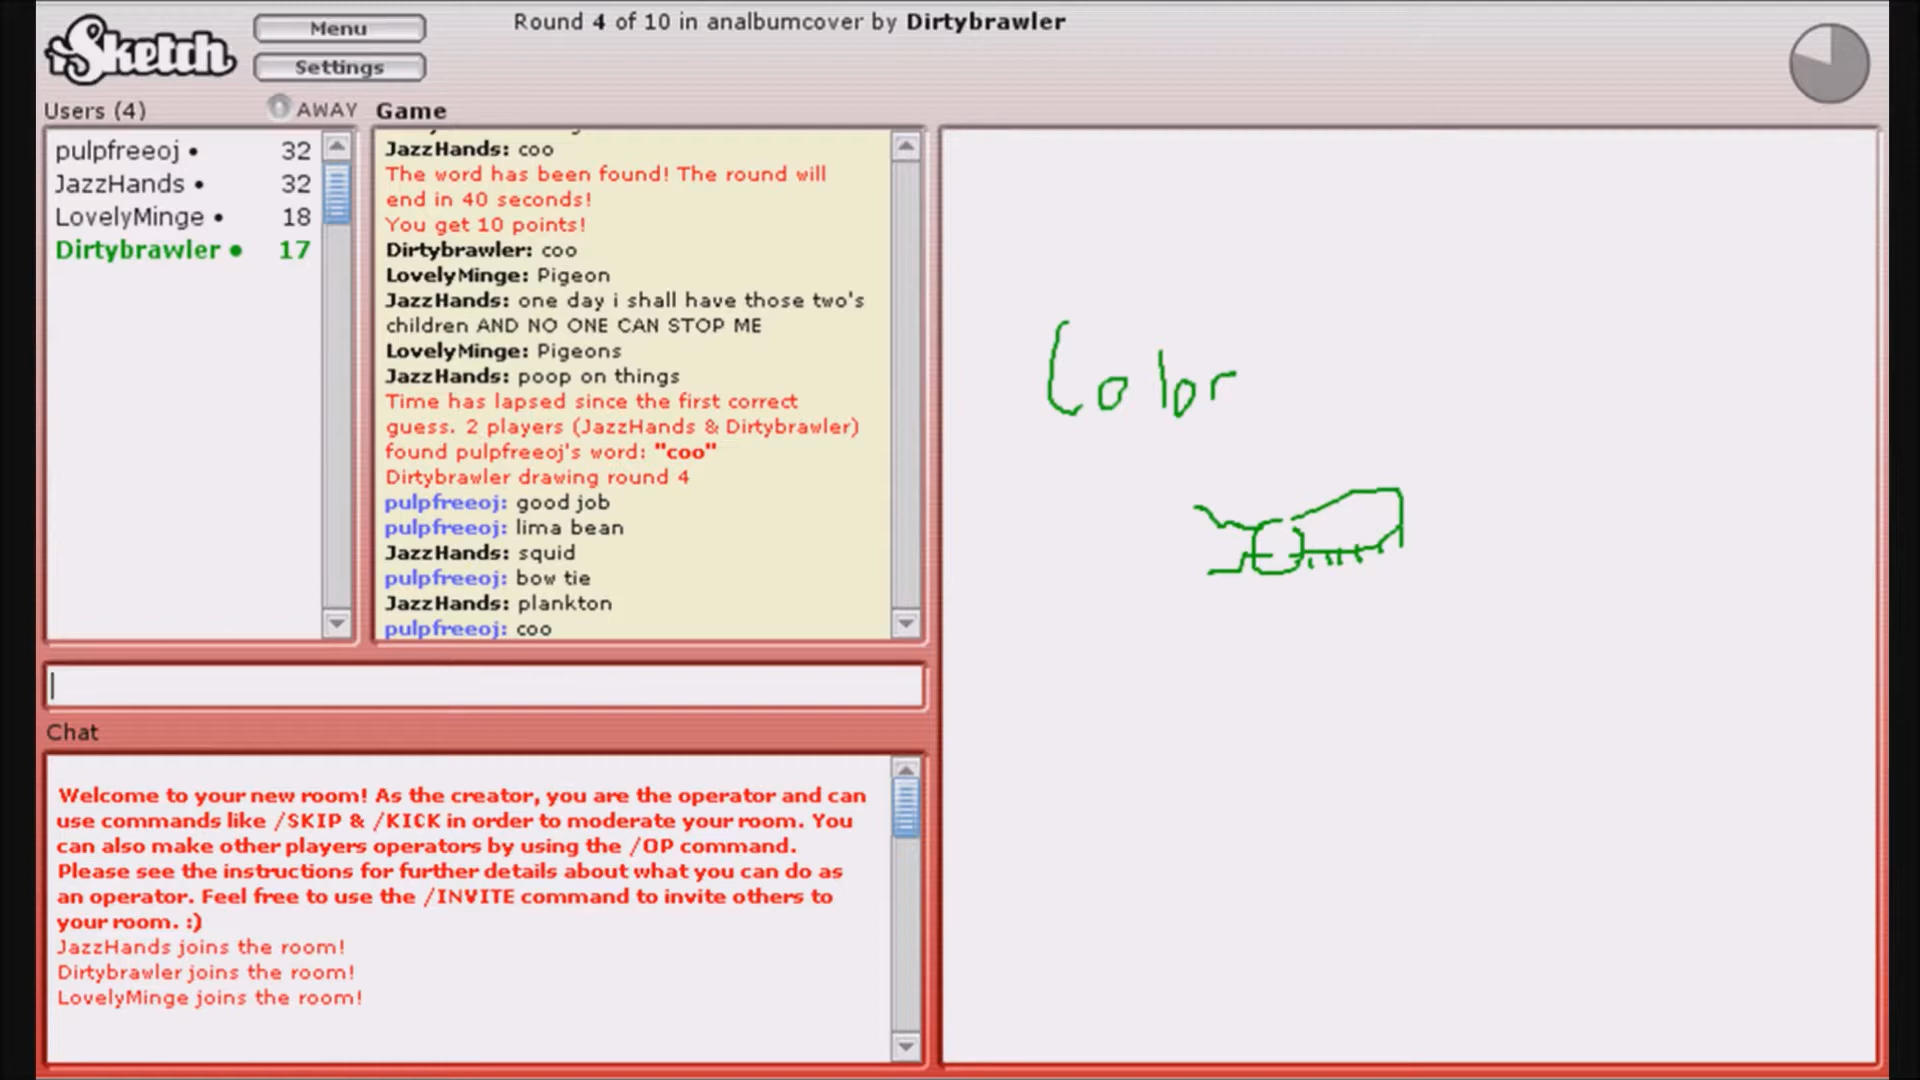 iSketch
Menu
Settings
Round 4 of 10 in analbumcover by Dirtybrawler
Users (4)
AWAY
pulpfreeoj • 32
JazzHands • 32
LovelyMinge • 18
Dirtybrawler • 17
Game
JazzHands: coo
The word has been found! The round will
end in 40 seconds!
You get 10 points!
Dirtybrawler: coo
LovelyMinge: Pigeon
JazzHands: one day i shall have those two's
children AND NO ONE CAN STOP ME
LovelyMinge: Pigeons
JazzHands: poop on things
Time has lapsed since the first correct
guess. 2 players (JazzHands & Dirtybrawler)
found pulpfreeoj's word: "coo"
Dirtybrawler drawing round 4
pulpfreeoj: good job
pulpfreeoj: lima bean
JazzHands: squid
pulpfreeoj: bow tie
JazzHands: plankton
pulpfreeoj: coo
Color
Chat
Welcome to your new room! As the creator, you are the operator and can
use commands like /SKIP & /KICK in order to moderate your room. You
can also make other players operators by using the /OP command.
Please see the instructions for further details about what you can do as
an operator. Feel free to use the /INVITE command to invite others to
your room. :)
JazzHands joins the room!
Dirtybrawler joins the room!
LovelyMinge joins the room!